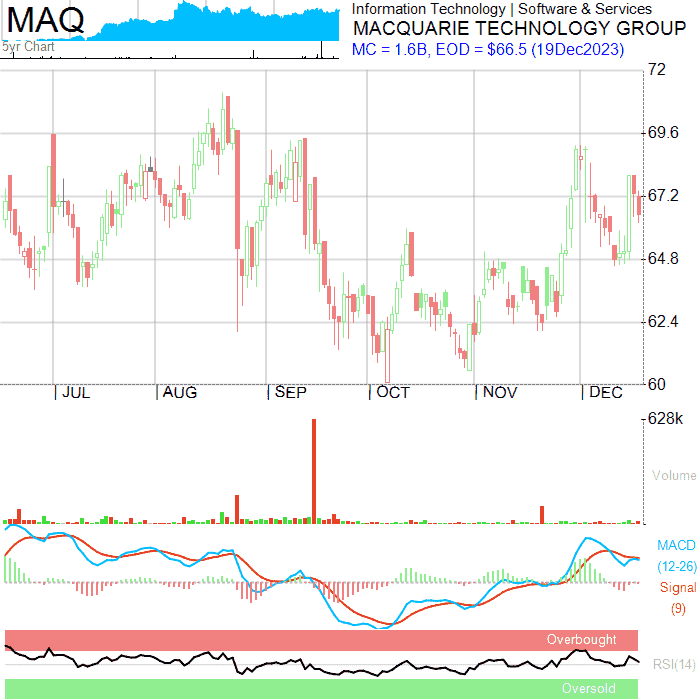 MAQ
5yr Chart
Information Technology | Software & Services
MACQUARIE TECHNOLOGY GROUP
MC = 1.6B, EOD = $66.5 (19Dec2023)
72
69.6
67.2
64.8
62.4
60
JUL
AUG
SEP
OCT
NOV
DEC
628k
Volume
MACD
(12-26)
Signal
(9)
Overbought
RSI(14)
Oversold